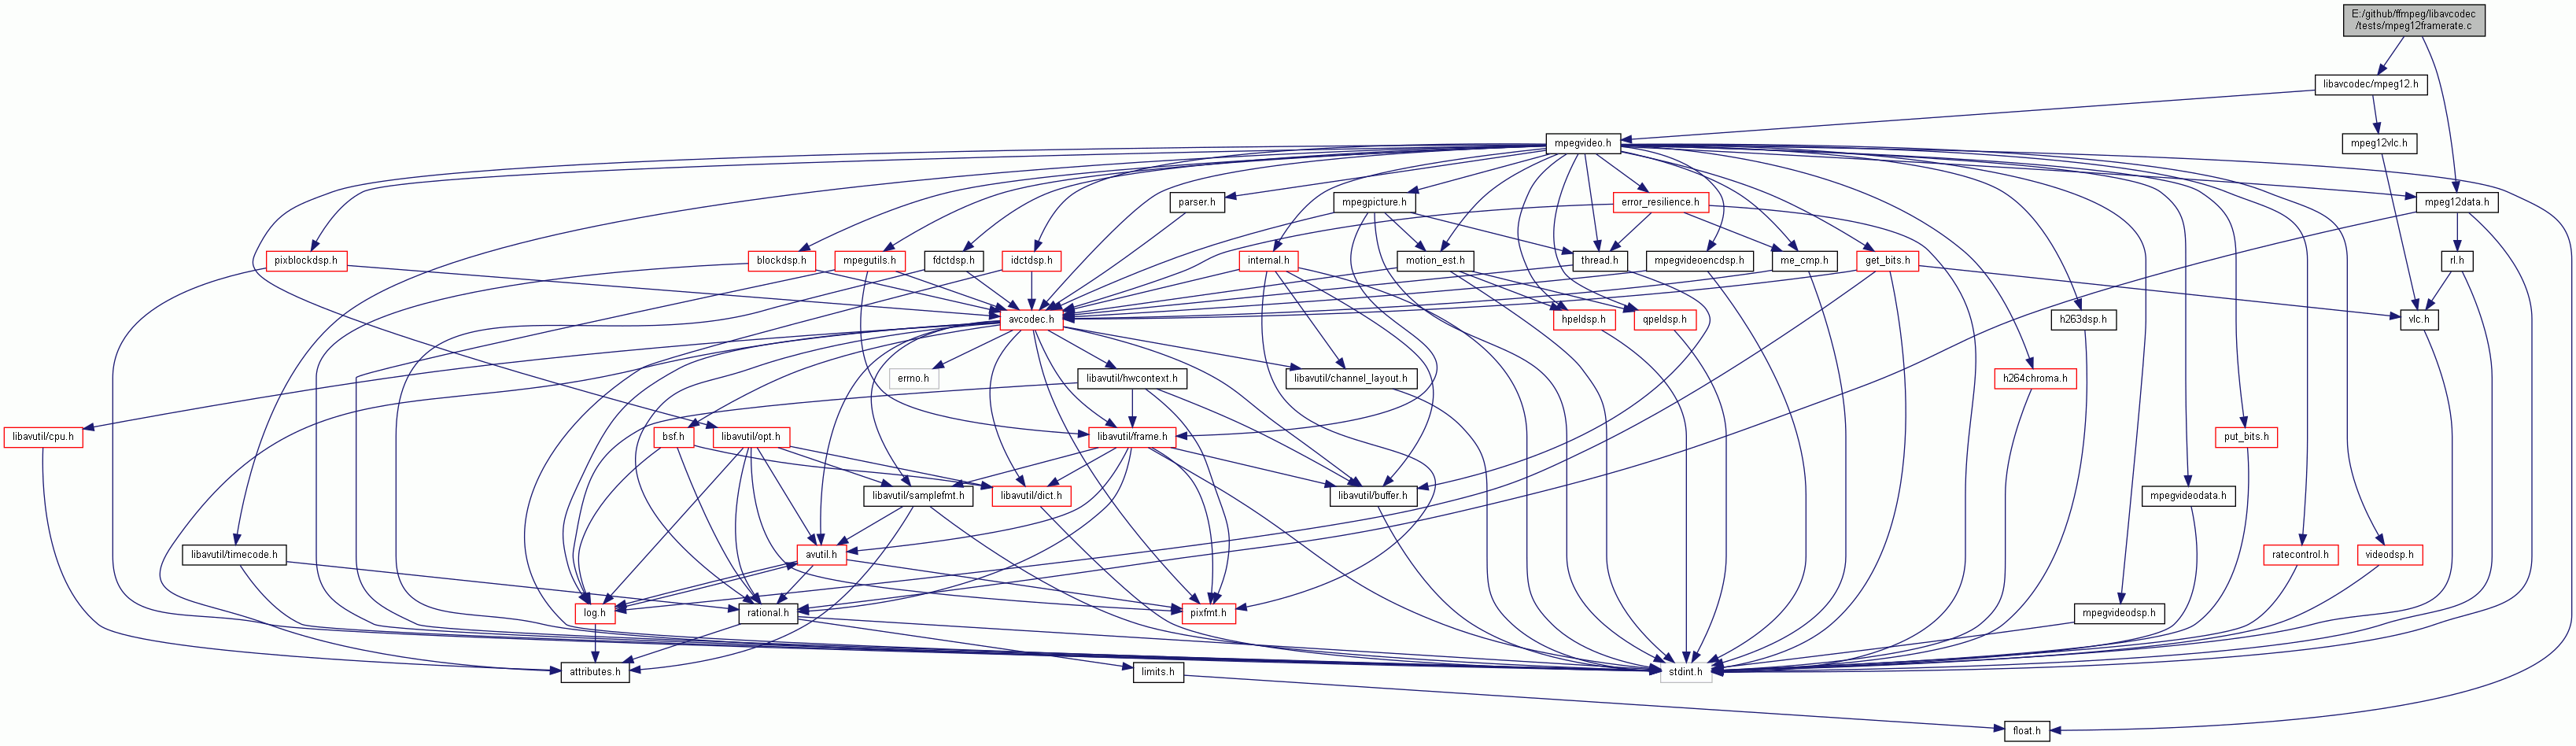 E:/github/ffmpeg/libavcodec
/tests/mpeg12framerate.c
libavcodec/mpeg12.h
mpegvideo.h
mpeg12vlc.h
parser.h
mpegpicture.h
error_resilience.h
mpeg12data.h
pixblockdsp.h
blockdsp.h
mpegutils.h
fdctdsp.h
idctdsp.h
internal.h
motion_est.h
thread.h
mpegvideoencdsp.h
me_cmp.h
get_bits.h
rl.h
avcodec.h
hpeldsp.h
qpeldsp.h
h263dsp.h
vlc.h
errno.h
libavutil/hwcontext.h
libavutil/channel_layout.h
h264chroma.h
libavutil/cpu.h
bsf.h
libavutil/opt.h
libavutil/frame.h
put_bits.h
libavutil/samplefmt.h
libavutil/dict.h
libavutil/buffer.h
mpegvideodata.h
libavutil/timecode.h
avutil.h
ratecontrol.h
videodsp.h
log.h
rational.h
pixfmt.h
mpegvideodsp.h
attributes.h
limits.h
stdint.h
float.h